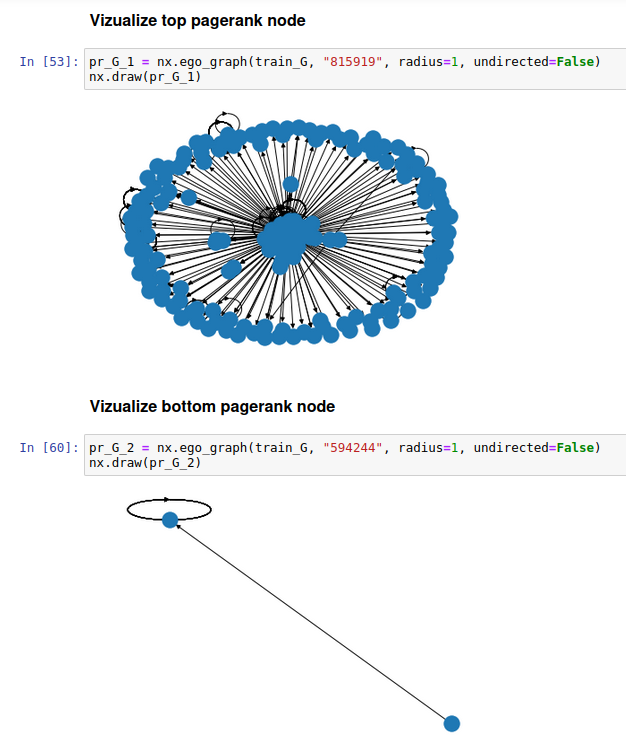 Vizualize top pagerank node
In [53]: pr_G_1 = nx.ego_graph(train_G, "815919", radius=1, undirected=False)
nx.draw(pr_G_1)
Vizualize bottom pagerank node
In [60]: pr_G_2 = nx.ego_graph(train_G, "594244", radius=1, undirected=False)
nx.draw(pr_G_2)